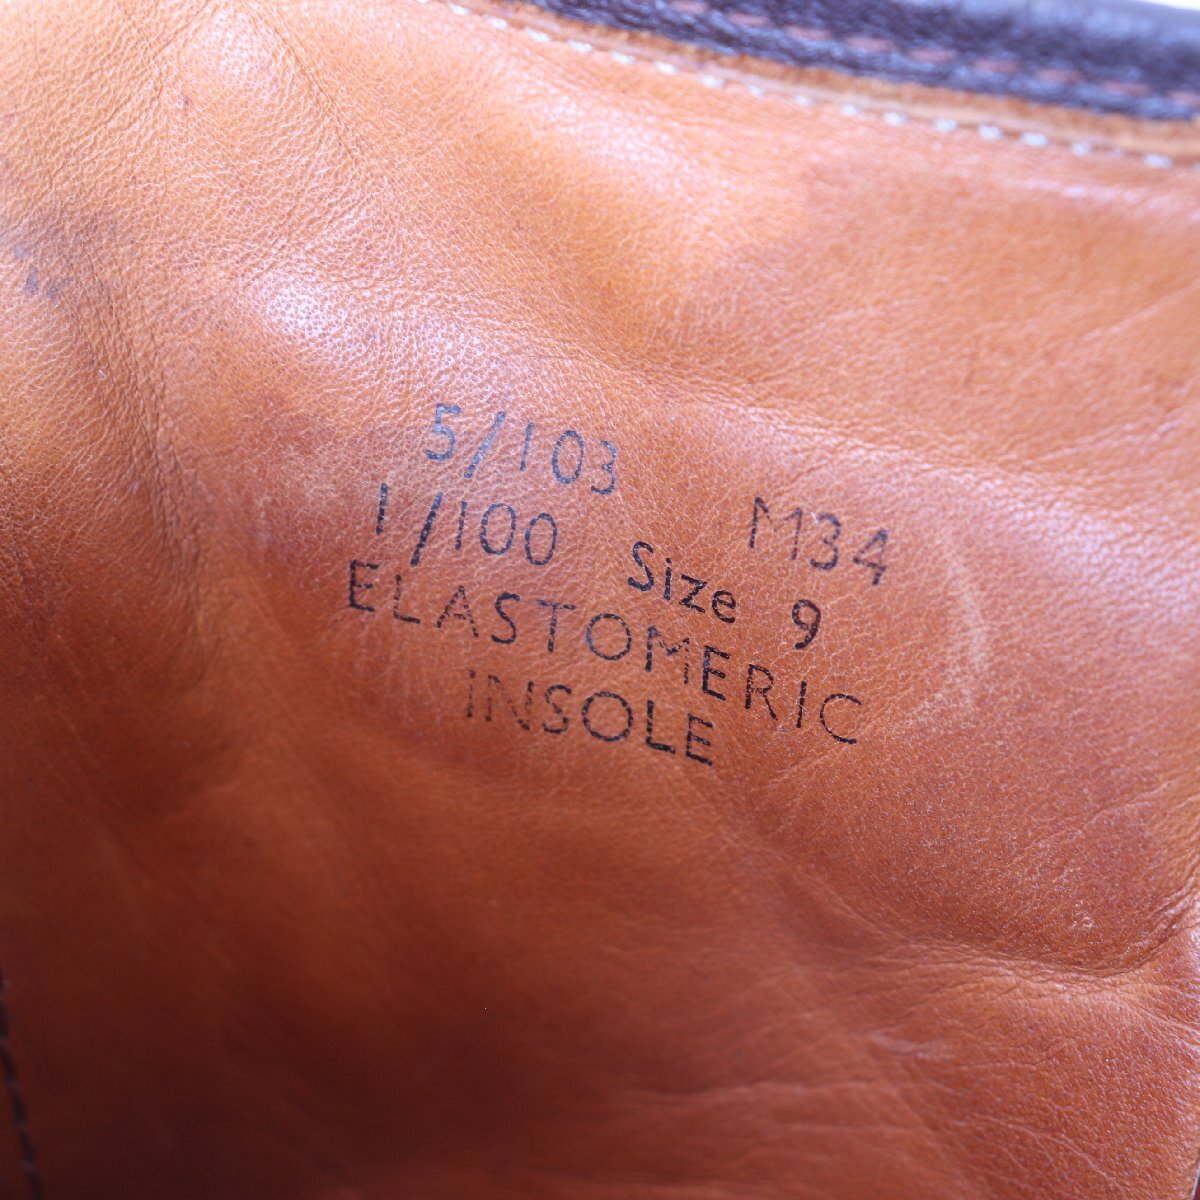 5/103 M34
1/100 Size 9
ELASTOMERIC
INSOLE